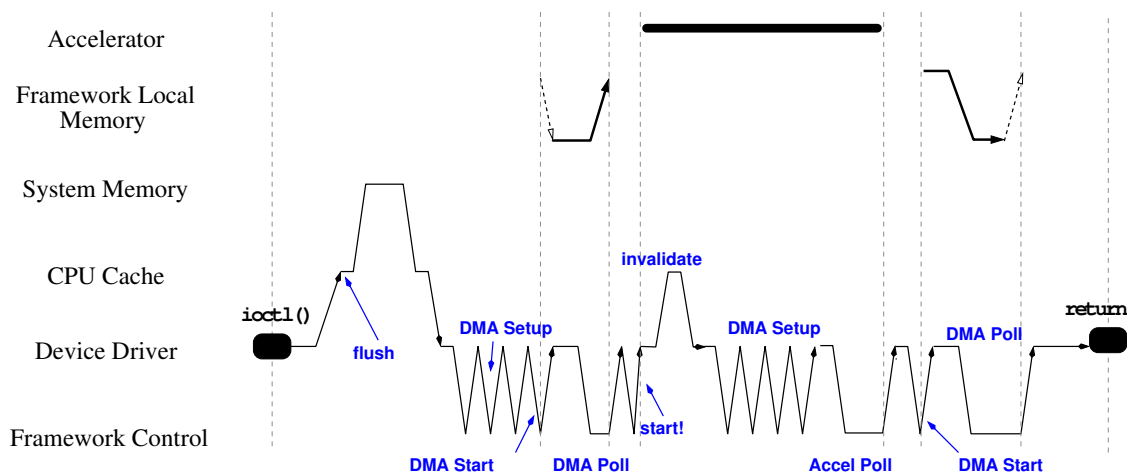 Accelerator
Framework Local
Memory
System Memory
CPU Cache
invalidate
ioctl()
return
DMA Setup
DMA Setup
DMA Poll
Device Driver
flush
start!
Framework Control
DMA Start
DMA Poll
Accel Poll
DMA Start